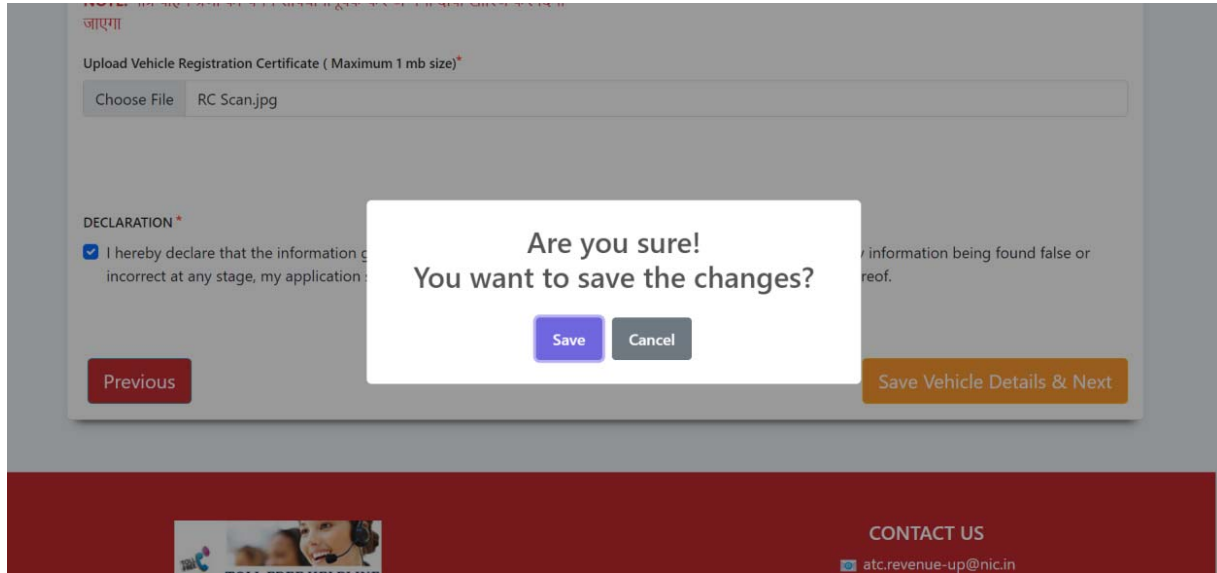 NOTE:
जाएगा
Upload Vehicle Registration Certificate ( Maximum 1 mb size)*
Choose File RC Scan.jpg
DECLARATION *
I hereby declare that the information
information being found false or
incorrect at any stage, my application
Are you sure!
You want to save the changes?
Save Cancel
Previous
Save Vehicle Details & Next
CONTACT US
atc.revenue-up@nic.in